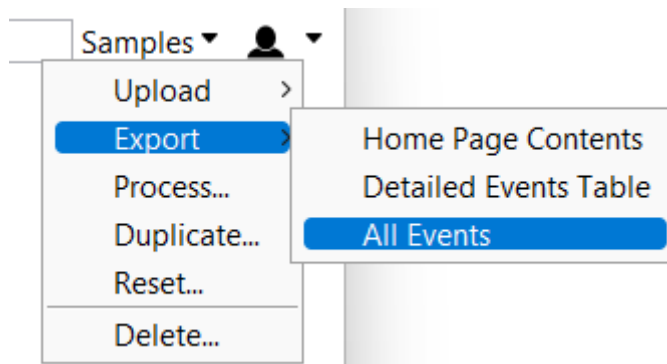 Samples
Upload
Export
Home Page Contents
Process...
Detailed Events Table
Duplicate...
All Events
Reset...
Delete...